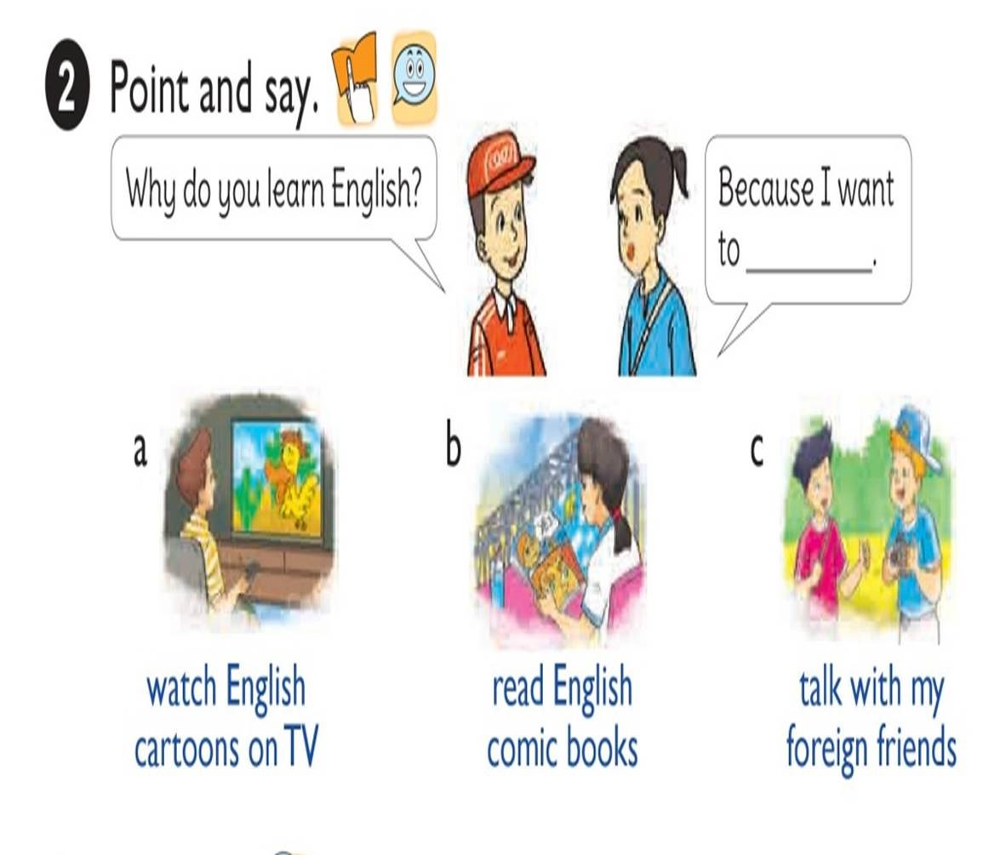 2 Point and say.
Why do you learn English?
Because I want
to __________.
a
b
c
watch English
cartoons on TV
read English
comic books
talk with my
foreign friends